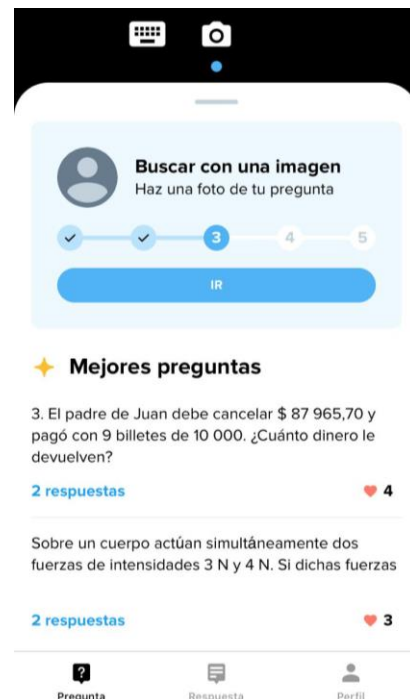 Buscar con una imagen
Haz una foto de tu pregunta
3 4 5
IR
Mejores preguntas
3. El padre de Juan debe cancelar $ 87 965,70 y
pagó con 9 billetes de 10 000. ¿Cuánto dinero le
devuelven?
2 respuestas 4
Sobre un cuerpo actúan simultáneamente dos
fuerzas de intensidades 3 N y 4 N. Si dichas fuerzas
2 respuestas 3
Pregunta Respuesta Perfil